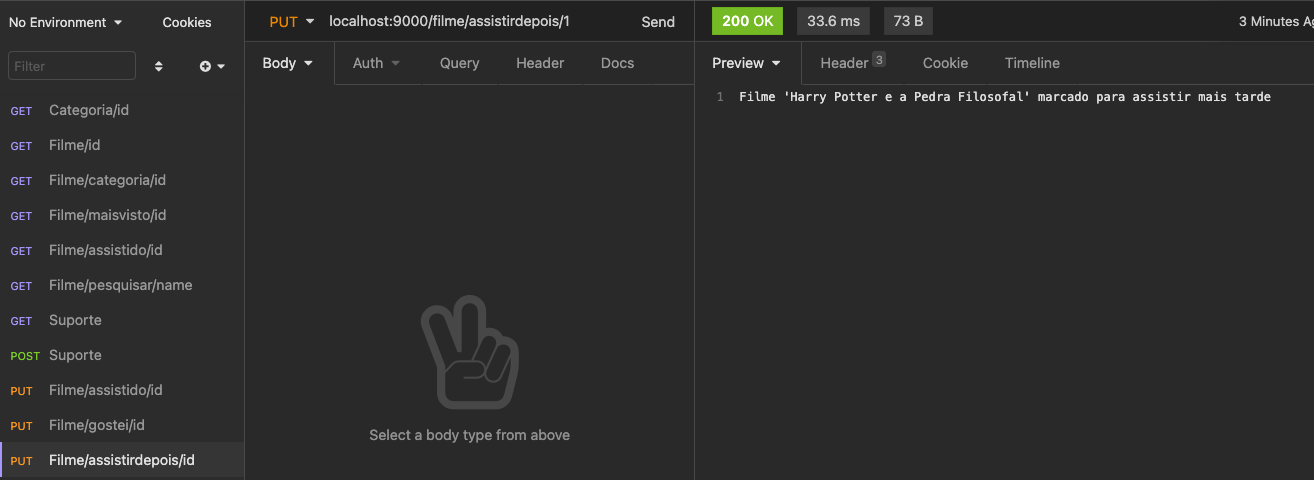 No Environment
Cookies
PUT
localhost:9000/filme/assistirdepois/1
Send
200 OK
33.6 ms
73 B
3 Minutes Ag
Filter
Body
Auth
Query
Header
Docs
Preview
Header 3
Cookie
Timeline
1 Filme 'Harry Potter e a Pedra Filosofal' marcado para assistir mais tarde
GET Categoria/id
GET Filme/id
GET Filme/categoria/id
GET Filme/maisvisto/id
GET Filme/assistido/id
GET Filme/pesquisar/name
GET Suporte
POST Suporte
PUT Filme/assistido/id
PUT Filme/gostei/id
PUT Filme/assistirdepois/id
Select a body type from above